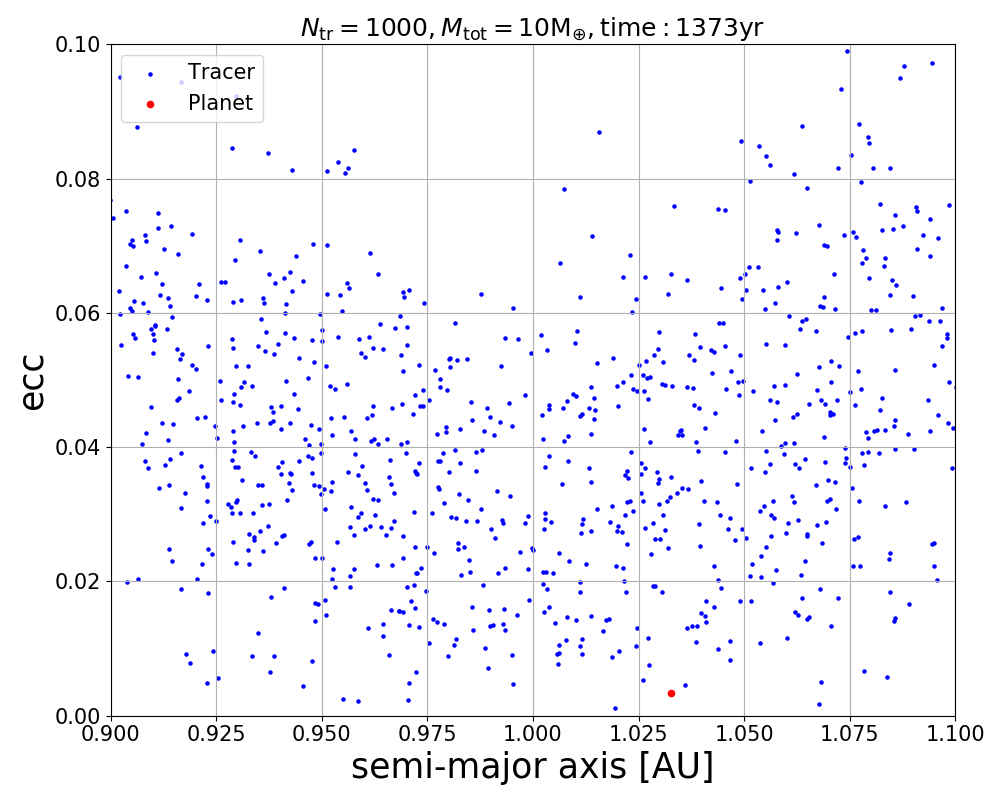 N_tr = 1000, M_tot = 10M_⊕, time : 1373yr
Tracer
Planet
ecc
0.10
0.08
0.06
0.04
0.02
0.00
0.900 0.925 0.950 0.975 1.000 1.025 1.050 1.075 1.100
semi-major axis [AU]